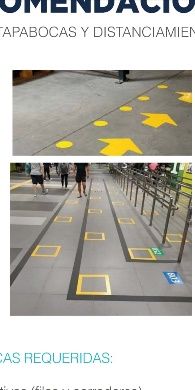 OMENDACIO
TAPABOCAS Y DISTANCIAMIEN
CAS REQUERIDAS: